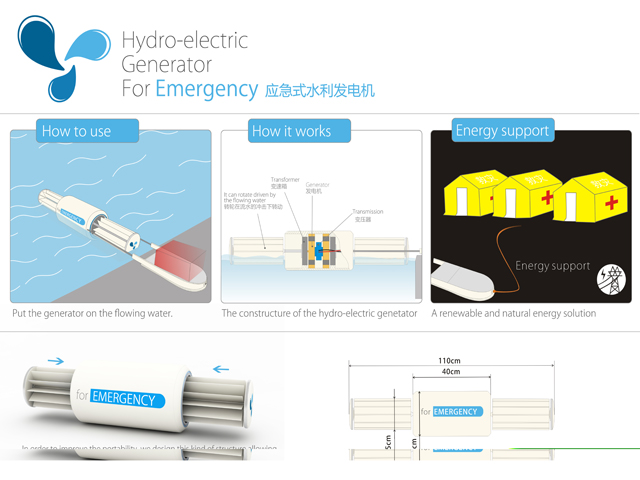 Hydro-electric
Generator
For Emergency 应急式水利发电机
How to use
How it works
Energy support
EMERGENCY
Transformer
变速箱
Generator
发电机
It can rotate driven by
the flowing water
转轮在流水的冲击下转动
Transmission
变压器
Energy support
Put the generator on the flowing water.
The constructure of the hydro-electric genetator
A renewable and natural energy solution
for EMERGENCY
In order to improve the portability, we design this kind of structure allowing
110cm
40cm
for EMERGENCY
5cm
cm